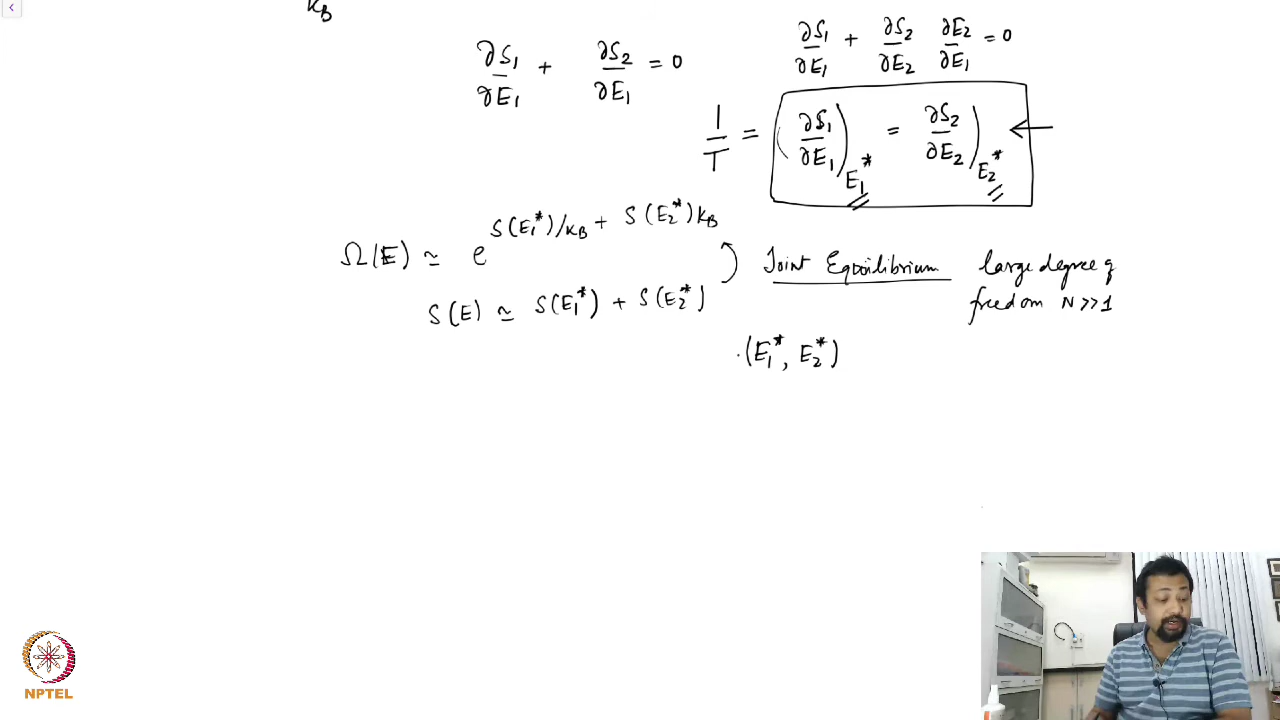 k_B
∂S₁/∂E₁ + ∂S₂/∂E₁ = 0
∂S₁/∂E₁ + ∂S₂/∂E₂ ∂E₂/∂E₁ = 0
1/T = (∂S₁/∂E₁)_{E₁*} = ∂S₂/∂E₂)_{E₂*} ←
Ω(E) ≃ e^{S(E₁*)/k_B + S(E₂*)k_B}
S(E) ≃ S(E₁*) + S(E₂*)
Joint Equilibrium
large degree of
freedom N >> 1
(E₁*, E₂*)
NPTEL